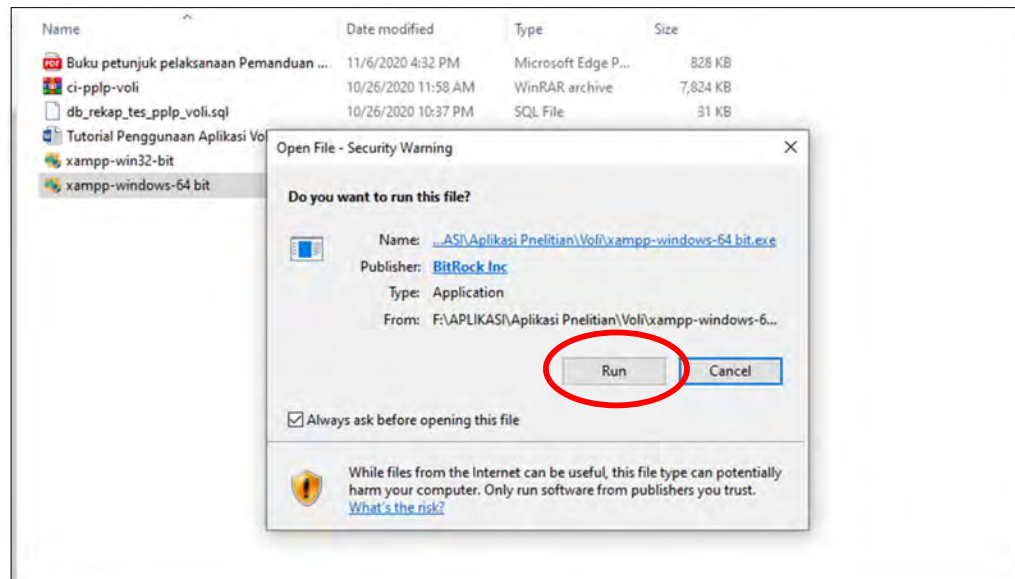 Name Date modified Type Size
Buku petunjuk pelaksanaan Pemanduan ... 11/6/2020 4:32 PM Microsoft Edge P... 828 KB
ci-pplp-voli 10/26/2020 11:58 AM WinRAR archive 7,824 KB
db_rekap_tes_pplp_voli.sql 10/26/2020 10:37 PM SQL File 31 KB
Tutorial Penggunaan Aplikasi Vol
xampp-win32-bit
xampp-windows-64 bit
Open File - Security Warning
Do you want to run this file?
Name: ...ASI\Aplikasi Pnelitian\Voli\xampp-windows-64 bit.exe
Publisher: BitRock Inc
Type: Application
From: F:\APLIKASI\Aplikasi Pnelitian\Voli\xampp-windows-6...
Run Cancel
Always ask before opening this file
While files from the Internet can be useful, this file type can potentially
harm your computer. Only run software from publishers you trust.
What's the risk?